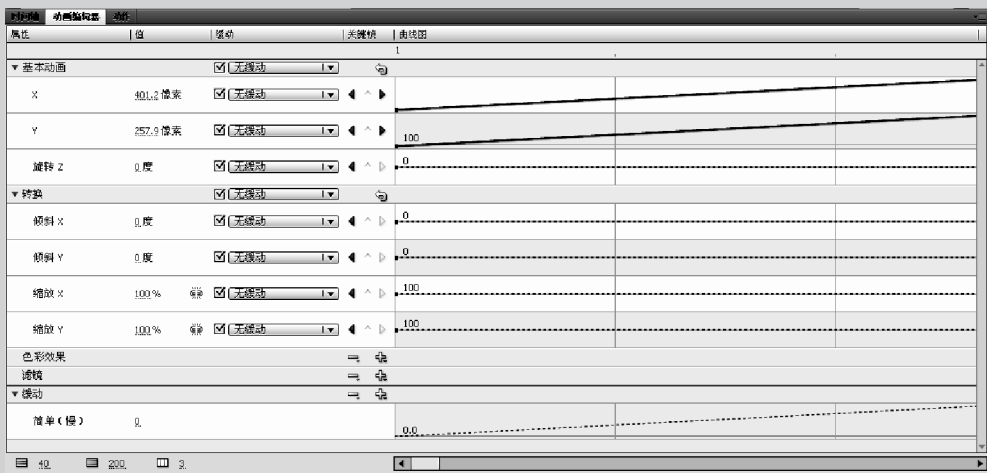 时间轴 动画编辑器 动作
属性 值 缓动 关键帧 曲线图
1
基本动画 无缓动
X 401.2 像素 无缓动
Y 257.9 像素 无缓动 100
旋转 Z 0 度 无缓动 0
转换 无缓动
倾斜 X 0 度 无缓动 0
倾斜 Y 0 度 无缓动 0
缩放 X 100 % 无缓动 100
缩放 Y 100 % 无缓动 100
色彩效果
滤镜
缓动
简单(慢) 0 0.0
40 200 3